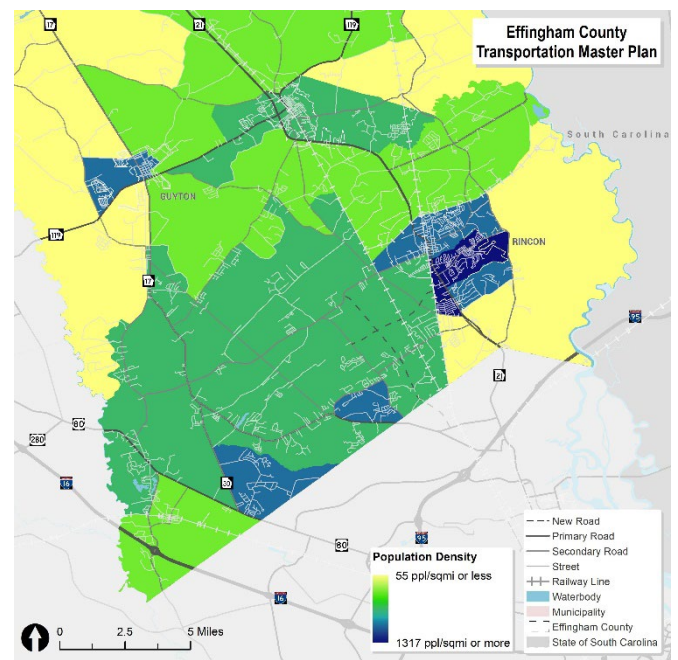 Effingham County
Transportation Master Plan
17
21
119
South Carolina
GUYTON
119
RINCON
17
95
21
80
280
16
30
80
95
16
Population Density
55 ppl/sqmi or less
1317 ppl/sqmi or more
New Road
Primary Road
Secondary Road
Street
Railway Line
Waterbody
Municipality
Effingham County
State of South Carolina
0 2.5 5 Miles